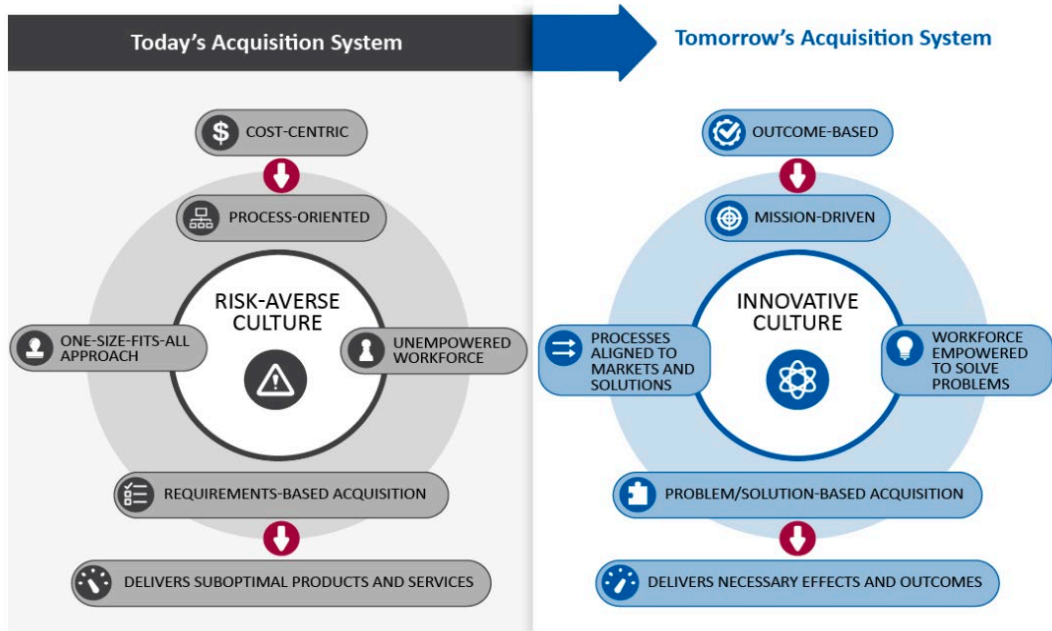 Today's Acquisition System
Tomorrow's Acquisition System
$ COST-CENTRIC
PROCESS-ORIENTED
RISK-AVERSE
CULTURE
ONE-SIZE-FITS-ALL
APPROACH
UNEMPOWERED
WORKFORCE
REQUIREMENTS-BASED ACQUISITION
DELIVERS SUBOPTIMAL PRODUCTS AND SERVICES
OUTCOME-BASED
MISSION-DRIVEN
INNOVATIVE
CULTURE
PROCESSES
ALIGNED TO
MARKETS AND
SOLUTIONS
WORKFORCE
EMPOWERED
TO SOLVE
PROBLEMS
PROBLEM/SOLUTION-BASED ACQUISITION
DELIVERS NECESSARY EFFECTS AND OUTCOMES